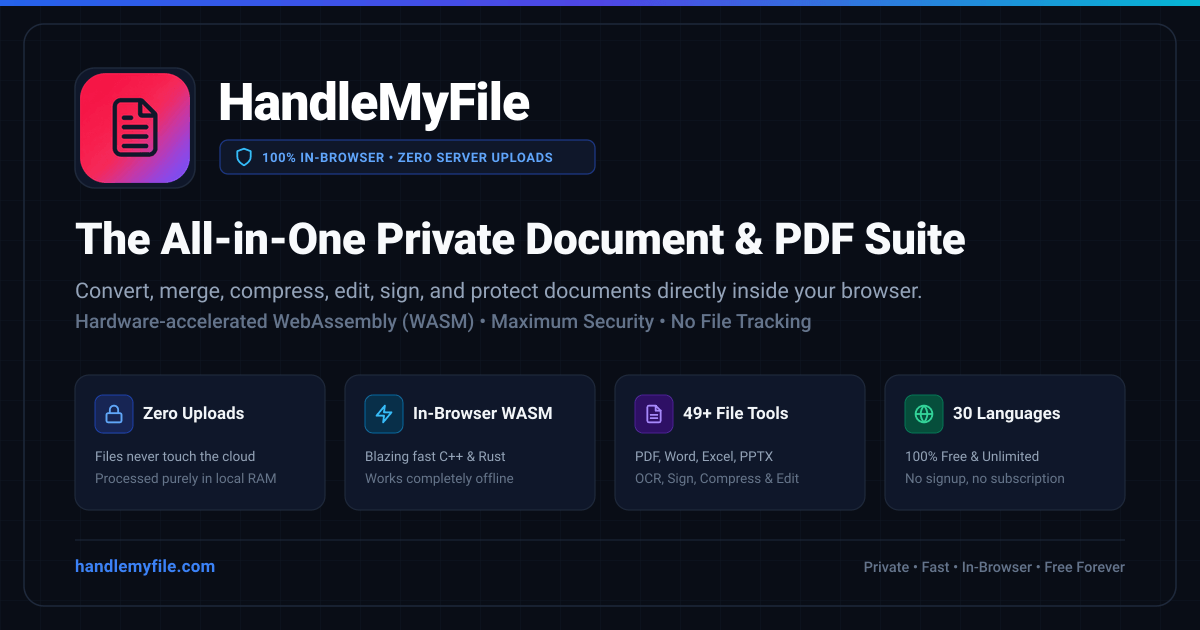 HandleMyFile
100% IN-BROWSER • ZERO SERVER UPLOADS
The All-in-One Private Document & PDF Suite
Convert, merge, compress, edit, sign, and protect documents directly inside your browser.
Hardware-accelerated WebAssembly (WASM) • Maximum Security • No File Tracking
Zero Uploads
Files never touch the cloud
Processed purely in local RAM
In-Browser WASM
Blazing fast C++ & Rust
Works completely offline
49+ File Tools
PDF, Word, Excel, PPTX
OCR, Sign, Compress & Edit
30 Languages
100% Free & Unlimited
No signup, no subscription
handlemyfile.com
Private • Fast • In-Browser • Free Forever